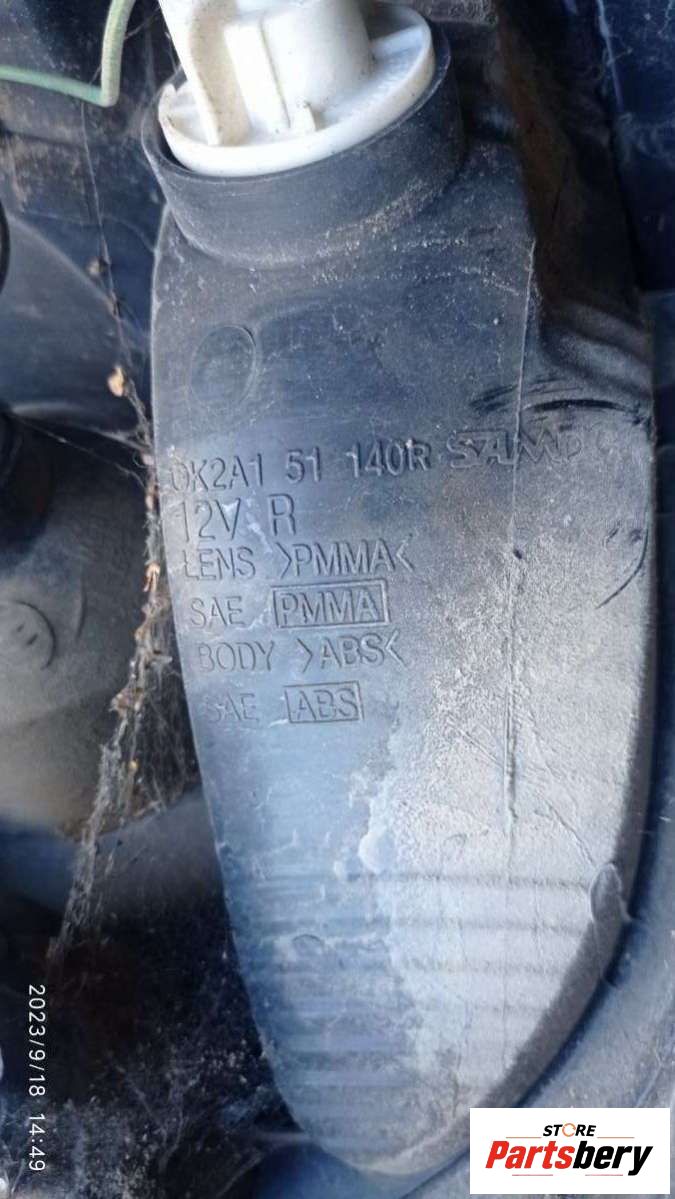 0K2A1 51 140R
12V R
LENS >PMMA<
SAE PMMA
BODY >ABS<
SAE ABS
2023/9/18 14:49
STORE
Partsbery